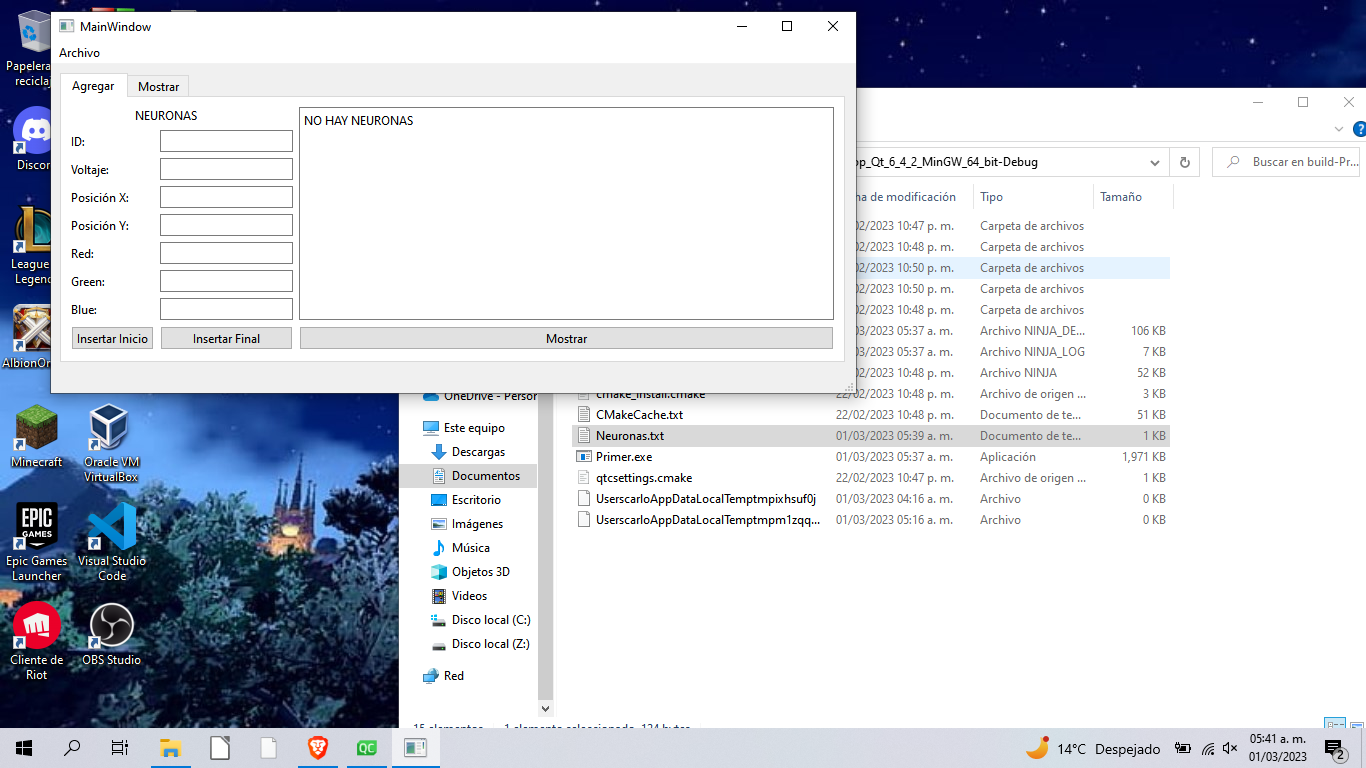 MainWindow
Archivo
Agregar
Mostrar
NEURONAS
ID:
Voltaje:
Posición X:
Posición Y:
Red:
Green:
Blue:
Insertar Inicio
Insertar Final
NO HAY NEURONAS
Mostrar
Papelera
reciclaj
Discor
League
Legen
AlbionOn
Minecraft
Oracle VM
VirtualBox
EPIC
GAMES
Epic Games
Launcher
Visual Studio
Code
Cliente de
Riot
OBS Studio
op_Qt_6_4_2_MinGW_64_bit-Debug
Buscar en build-Pr...
ha de modificación Tipo Tamaño
02/2023 10:47 p. m. Carpeta de archivos
02/2023 10:48 p. m. Carpeta de archivos
02/2023 10:50 p. m. Carpeta de archivos
02/2023 10:50 p. m. Carpeta de archivos
02/2023 10:48 p. m. Carpeta de archivos
03/2023 05:37 a. m. Archivo NINJA_DE... 106 KB
03/2023 05:37 a. m. Archivo NINJA_LOG 7 KB
02/2023 10:48 p. m. Archivo NINJA 52 KB
cmake_install.cmake 22/02/2023 10:48 p. m. Archivo de origen ... 3 KB
CMakeCache.txt 22/02/2023 10:48 p. m. Documento de te... 51 KB
Neuronas.txt 01/03/2023 05:39 a. m. Documento de te... 1 KB
Primer.exe 01/03/2023 05:37 a. m. Aplicación 1,971 KB
qtcsettings.cmake 22/02/2023 10:47 p. m. Archivo de origen ... 1 KB
UserscarloAppDataLocalTemptmpixhsuf0j 01/03/2023 04:16 a. m. Archivo 0 KB
UserscarloAppDataLocalTemptmpm1zqq... 01/03/2023 05:16 a. m. Archivo 0 KB
OneDrive - Person
Este equipo
Descargas
Documentos
Escritorio
Imágenes
Música
Objetos 3D
Videos
Disco local (C:)
Disco local (Z:)
Red
15 elementos 1 elemento seleccionado
QC
14°C Despejado
05:41 a. m.
01/03/2023
2